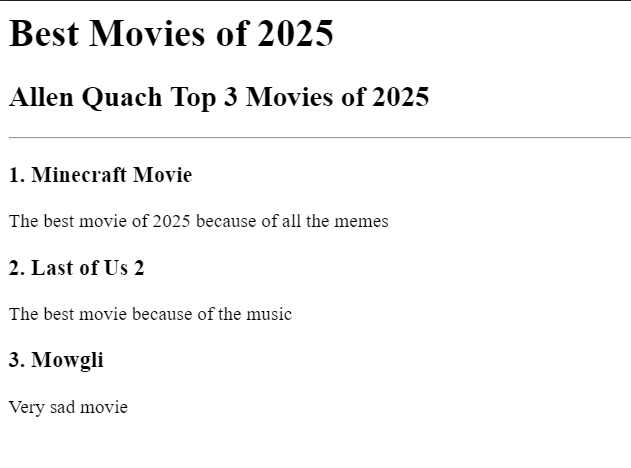 Best Movies of 2025
Allen Quach Top 3 Movies of 2025
1. Minecraft Movie
The best movie of 2025 because of all the memes
2. Last of Us 2
The best movie because of the music
3. Mowgli
Very sad movie